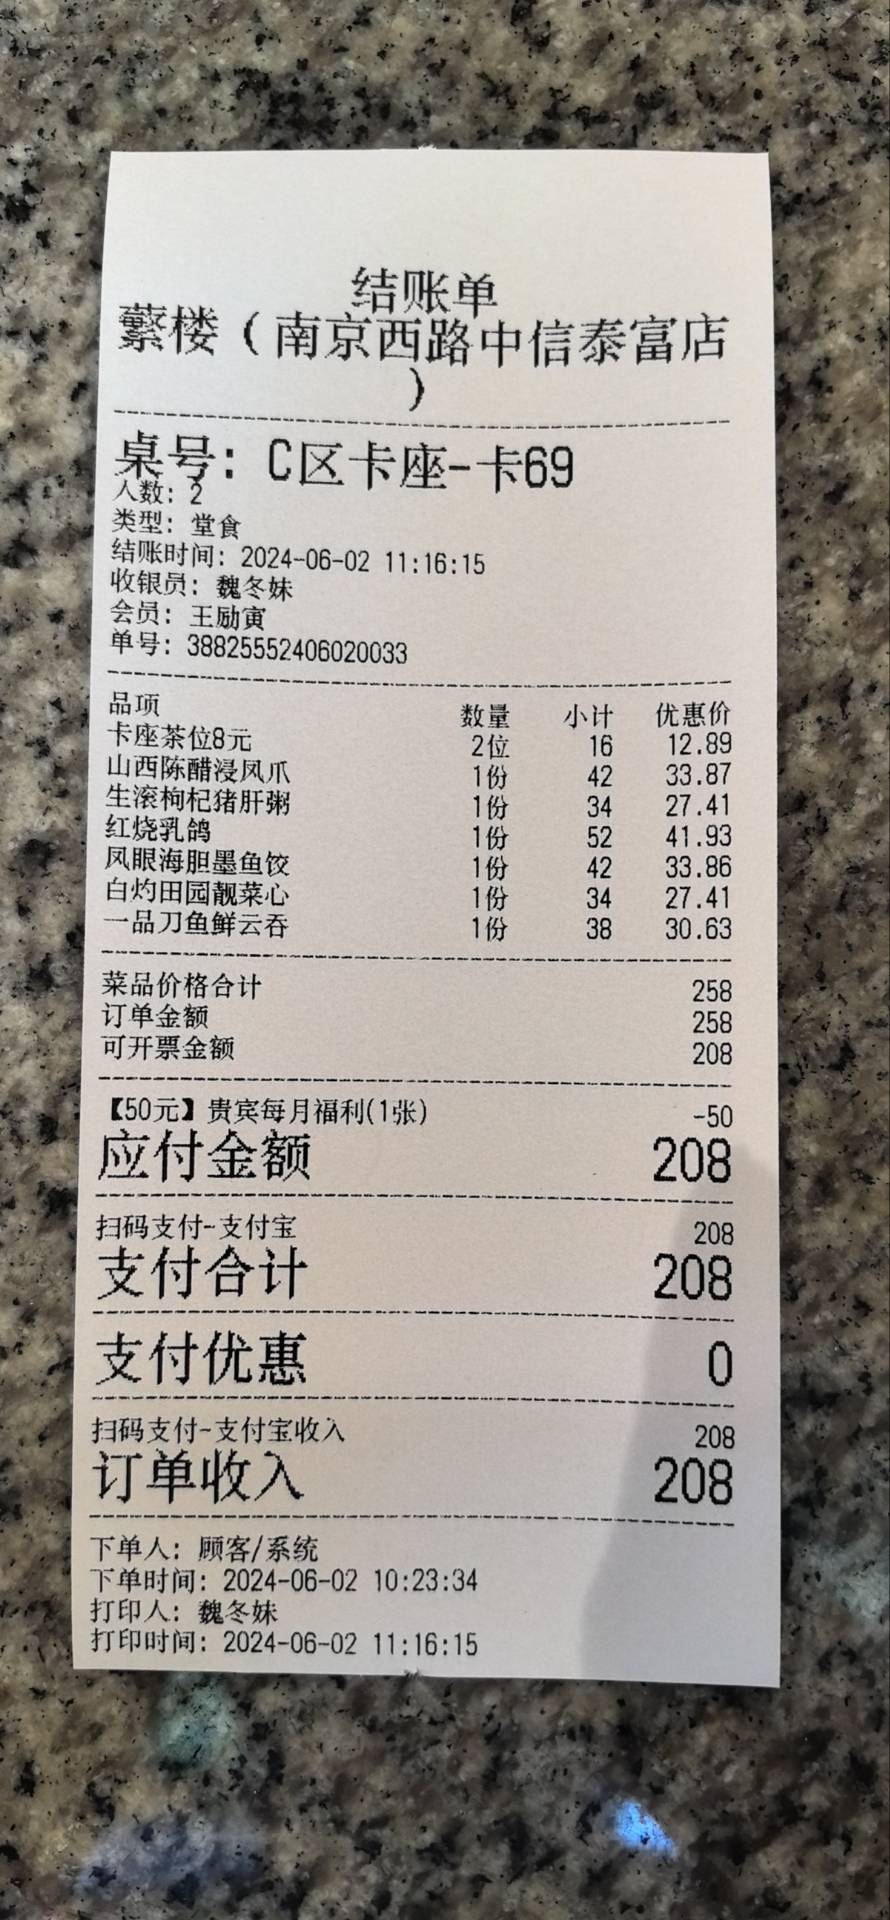 结账单
蘩楼（南京西路中信泰富店
）
桌号: C区卡座-卡69
人数: 2
类型: 堂食
结账时间: 2024-06-02 11:16:15
收银员: 魏冬妹
会员: 王励寅
单号: 38825552406020033
品项 数量 小计 优惠价
卡座茶位8元 2位 16 12.89
山西陈醋浸凤爪 1份 42 33.87
生滚枸杞猪肝粥 1份 34 27.41
红烧乳鸽 1份 52 41.93
凤眼海胆墨鱼饺 1份 42 33.86
白灼田园靓菜心 1份 34 27.41
一品刀鱼鲜云吞 1份 38 30.63
菜品价格合计 258
订单金额 258
可开票金额 208
【50元】贵宾每月福利(1张) -50
应付金额 208
扫码支付-支付宝 208
支付合计 208
支付优惠 0
扫码支付-支付宝收入 208
订单收入 208
下单人: 顾客/系统
下单时间: 2024-06-02 10:23:34
打印人: 魏冬妹
打印时间: 2024-06-02 11:16:15